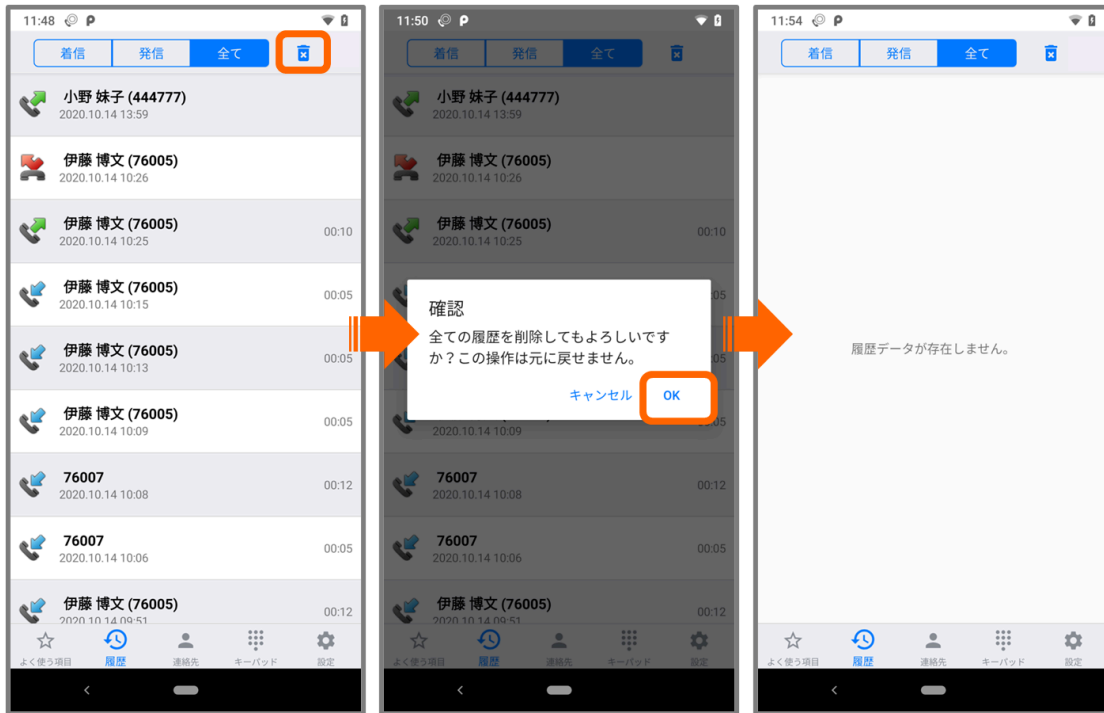 11:48
着信 発信 全て
小野 妹子 (444777)
2020.10.14 13:59
伊藤 博文 (76005)
2020.10.14 10:26
伊藤 博文 (76005)
2020.10.14 10:25
00:10
伊藤 博文 (76005)
2020.10.14 10:15
00:05
伊藤 博文 (76005)
2020.10.14 10:13
00:05
伊藤 博文 (76005)
2020.10.14 10:09
00:05
76007
2020.10.14 10:08
00:12
76007
2020.10.14 10:06
00:05
伊藤 博文 (76005)
2020.10.14 09:51
00:12
よく使う項目 履歴 連絡先 キーパッド 設定
11:50
着信 発信 全て
小野 妹子 (444777)
2020.10.14 13:59
伊藤 博文 (76005)
2020.10.14 10:26
伊藤 博文 (76005)
2020.10.14 10:25
00:10
確認
全ての履歴を削除してもよろしいです
か？この操作は元に戻せません。
キャンセル OK
2020.10.14 10:09
76007
2020.10.14 10:08
00:12
76007
2020.10.14 10:06
00:05
伊藤 博文 (76005)
2020.10.14 09:51
00:12
よく使う項目 履歴 連絡先 キーパッド 設定
11:54
着信 発信 全て
履歴データが存在しません。
よく使う項目 履歴 連絡先 キーパッド 設定